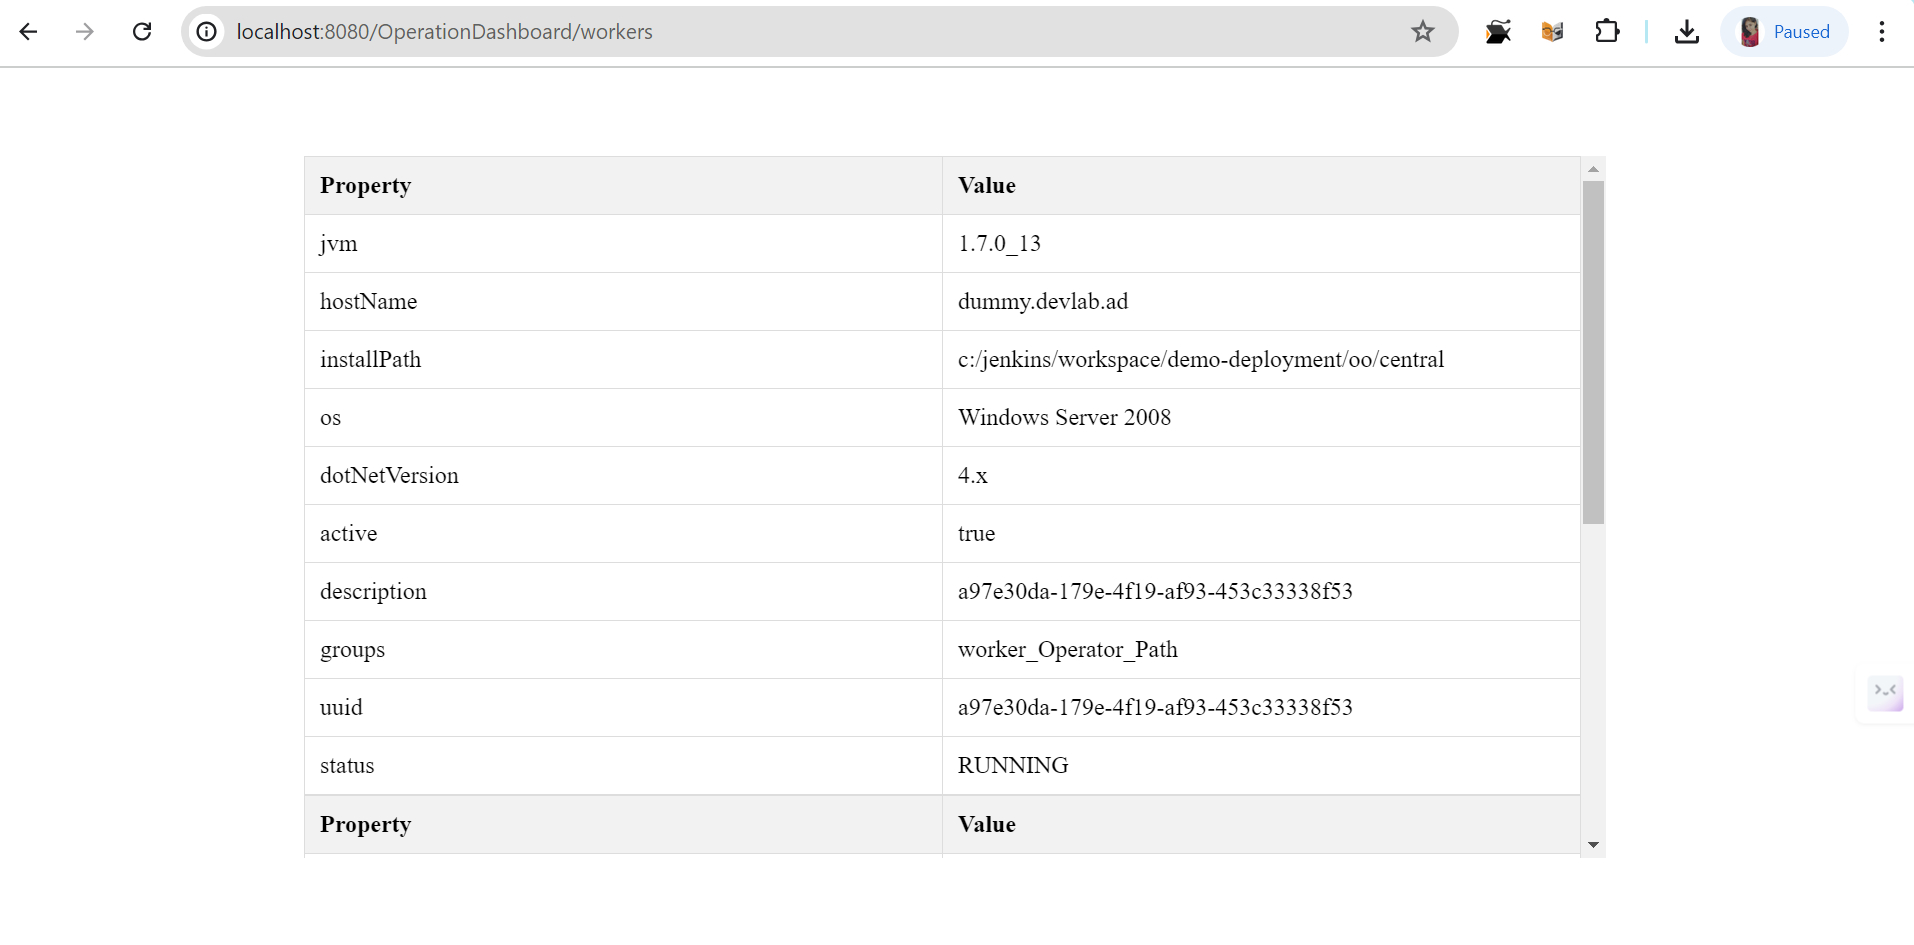 localhost:8080/OperationDashboard/workers
Paused
Property Value
jvm 1.7.0_13
hostName dummy.devlab.ad
installPath c:/jenkins/workspace/demo-deployment/oo/central
os Windows Server 2008
dotNetVersion 4.x
active true
description a97e30da-179e-4f19-af93-453c33338f53
groups worker_Operator_Path
uuid a97e30da-179e-4f19-af93-453c33338f53
status RUNNING
Property Value